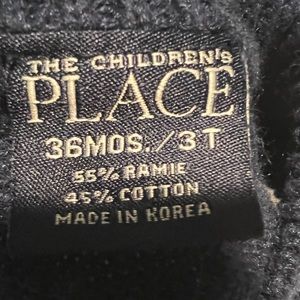 THE CHILDREN'S
PLACE
36MOS./3T
55% RAMIE
45% COTTON
MADE IN KOREA